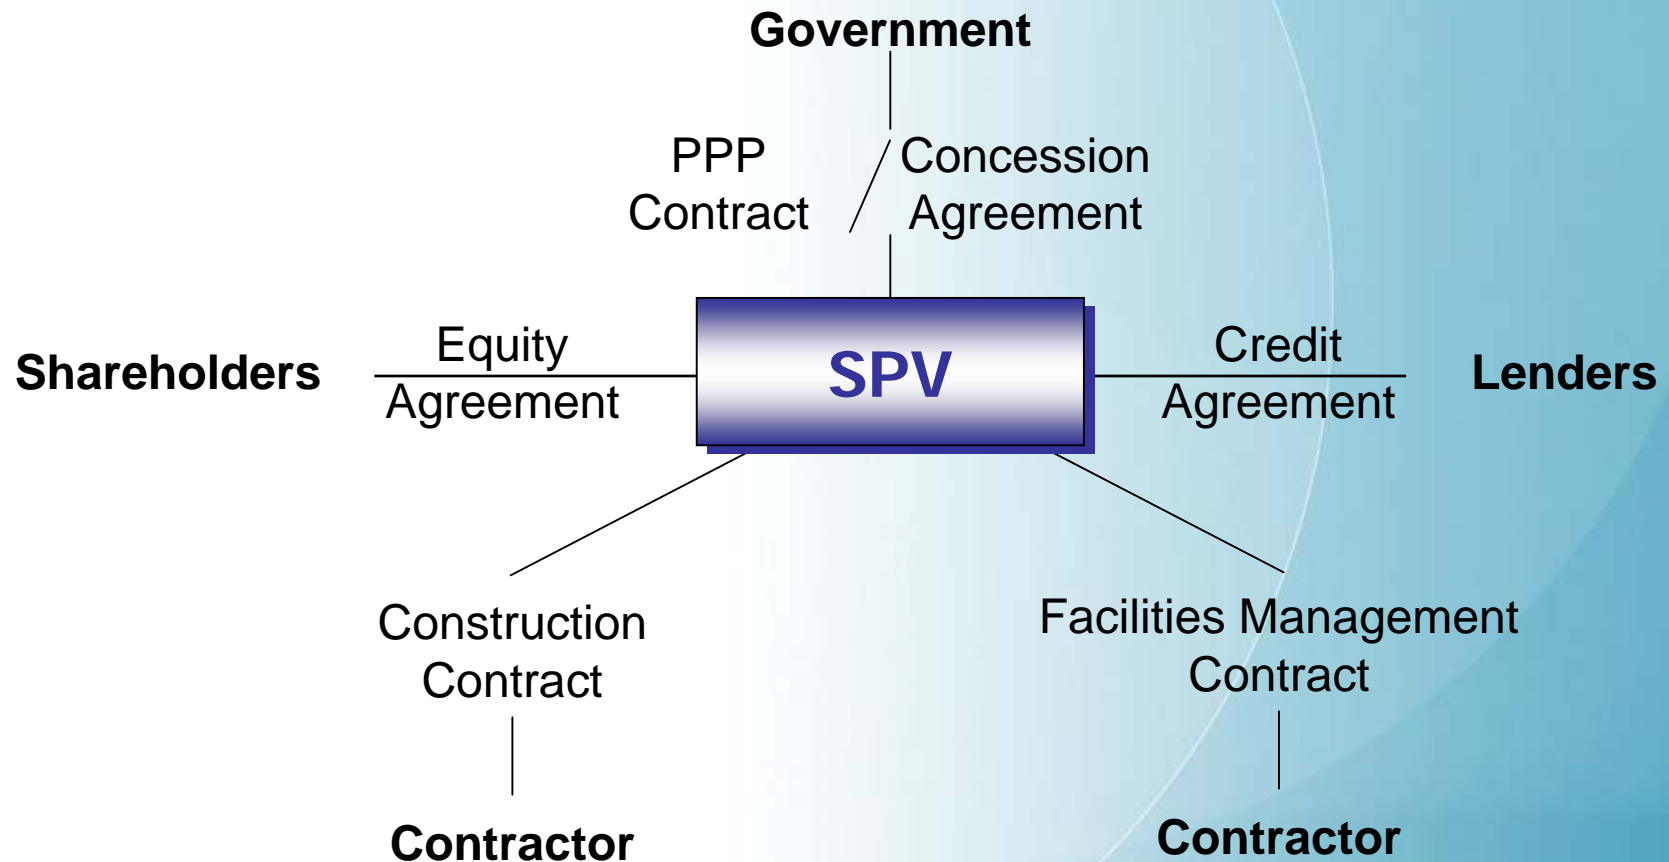 Government
PPP
Contract
/
Concession
Agreement
Shareholders
Equity
Agreement
SPV
Credit
Agreement
Lenders
Construction
Contract
Facilities Management
Contract
Contractor
Contractor